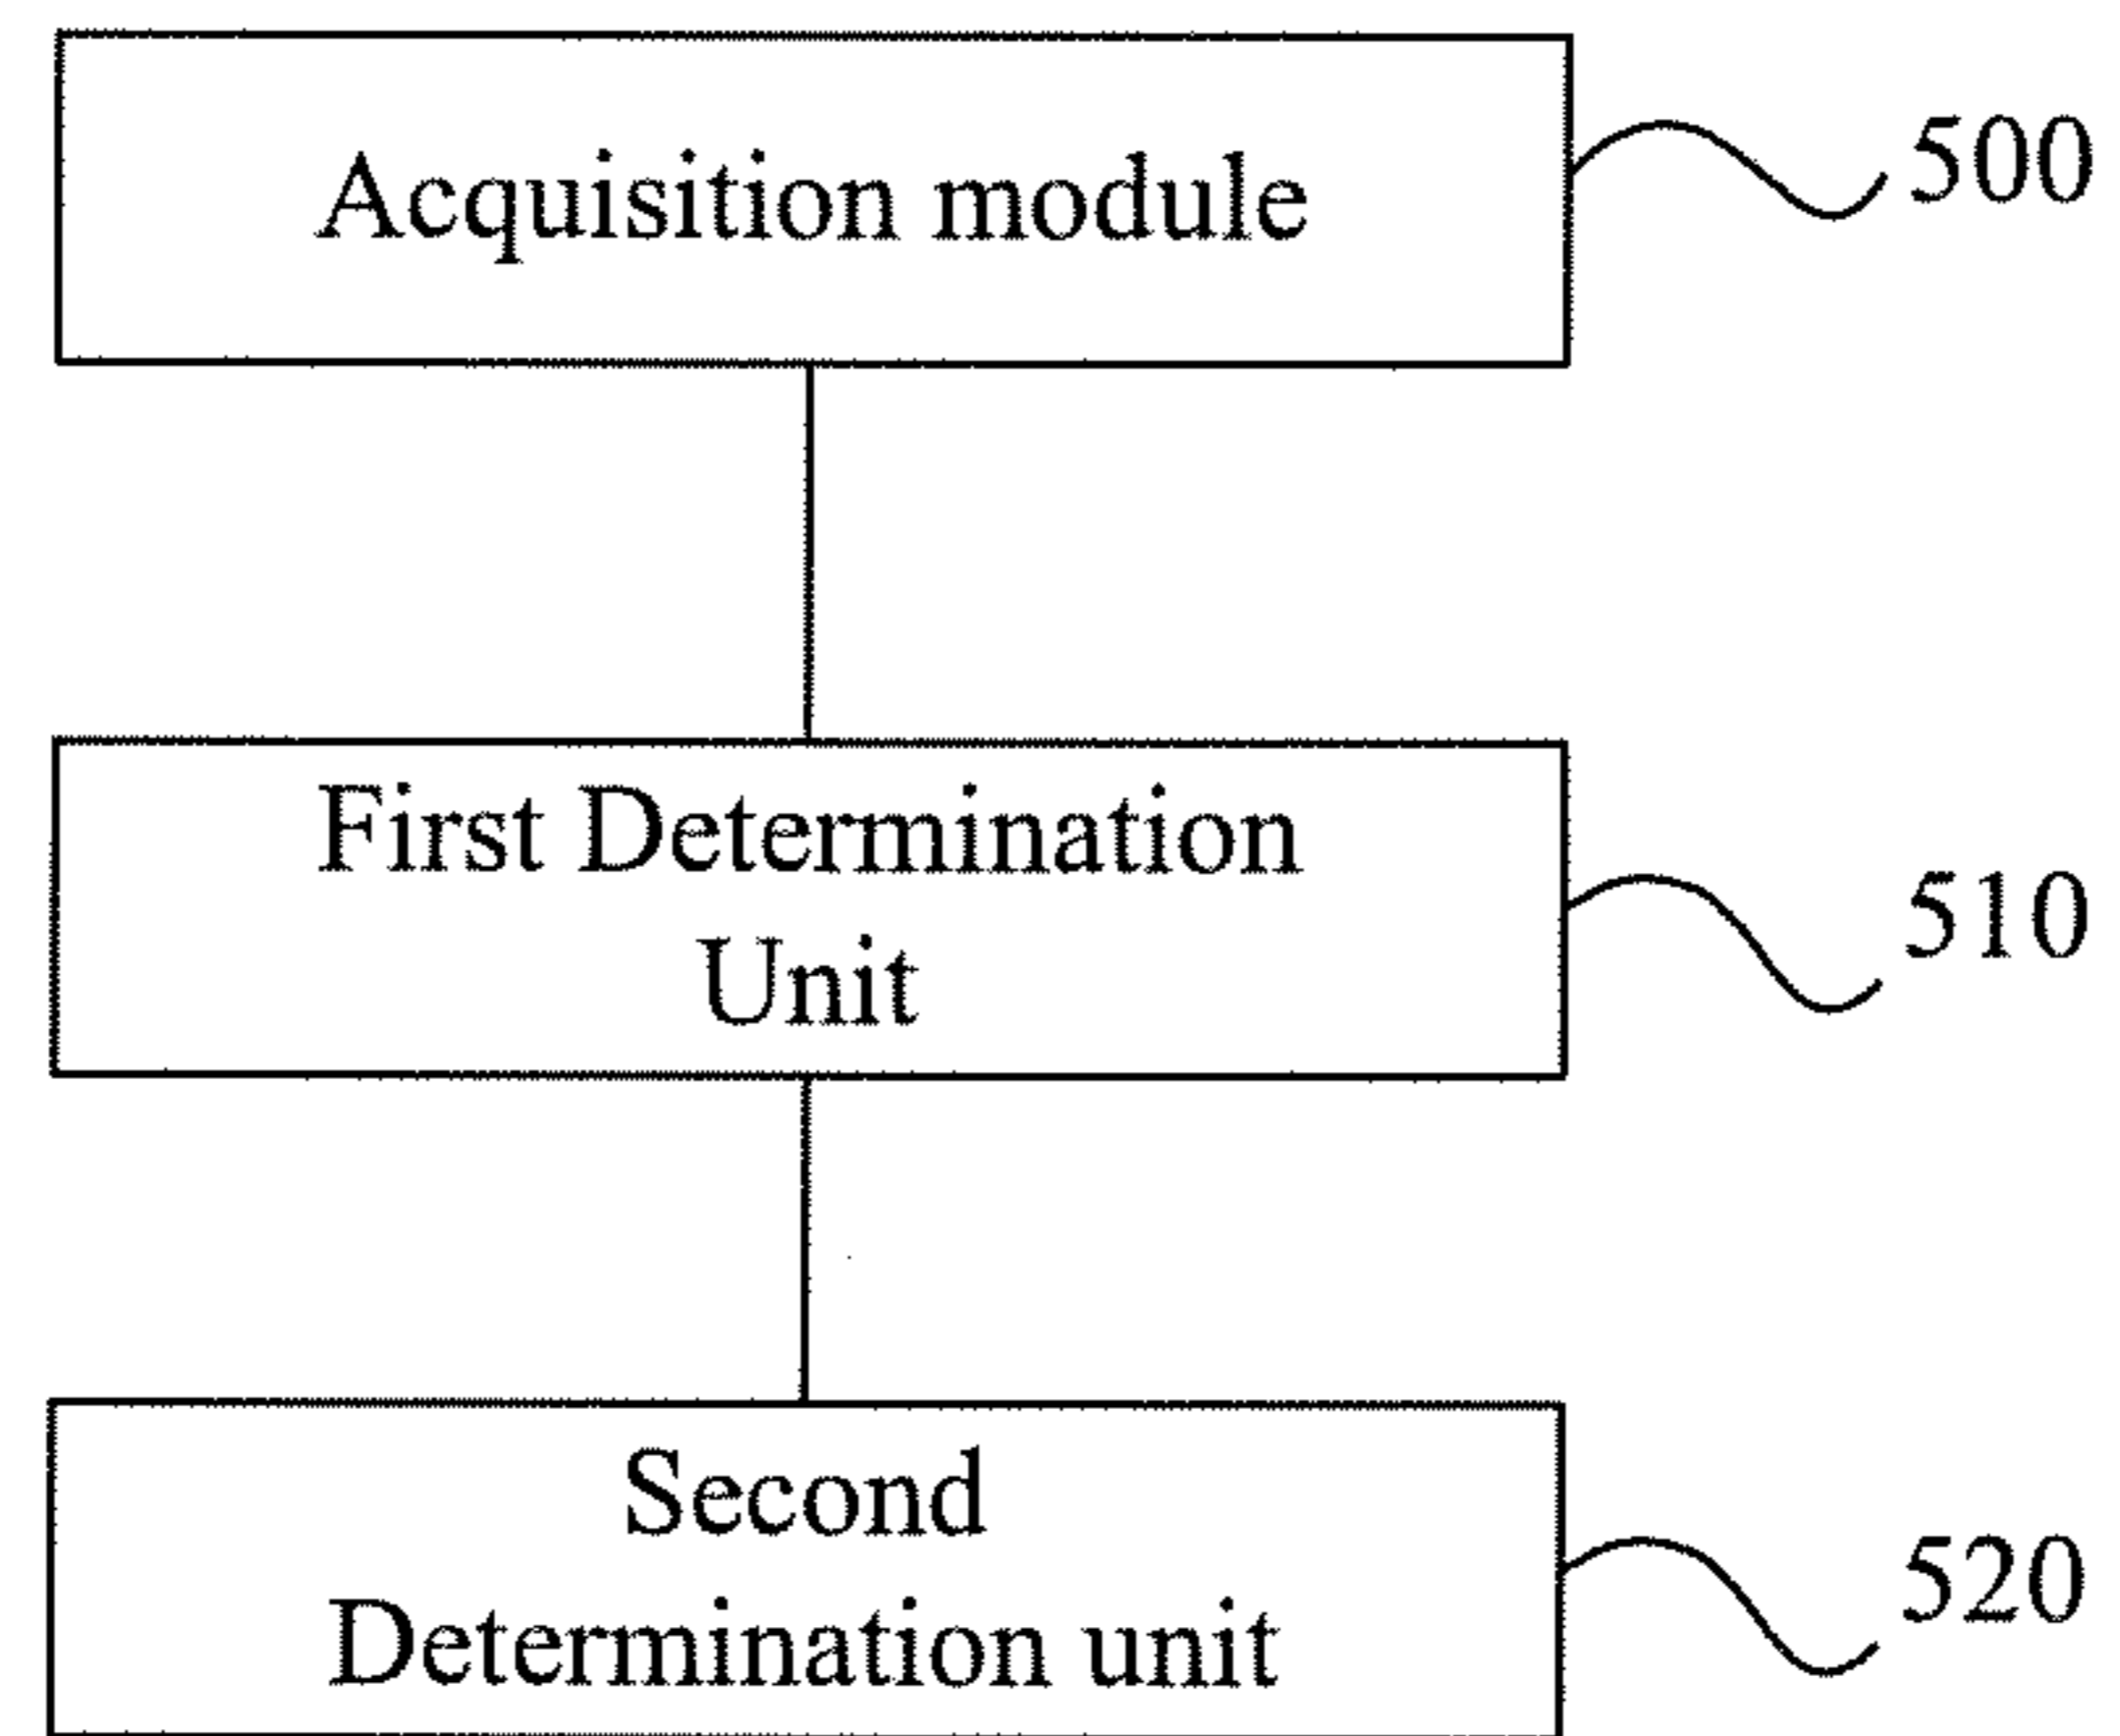 Acquisition module
500
First Determination
Unit
510
Second
Determination unit
520